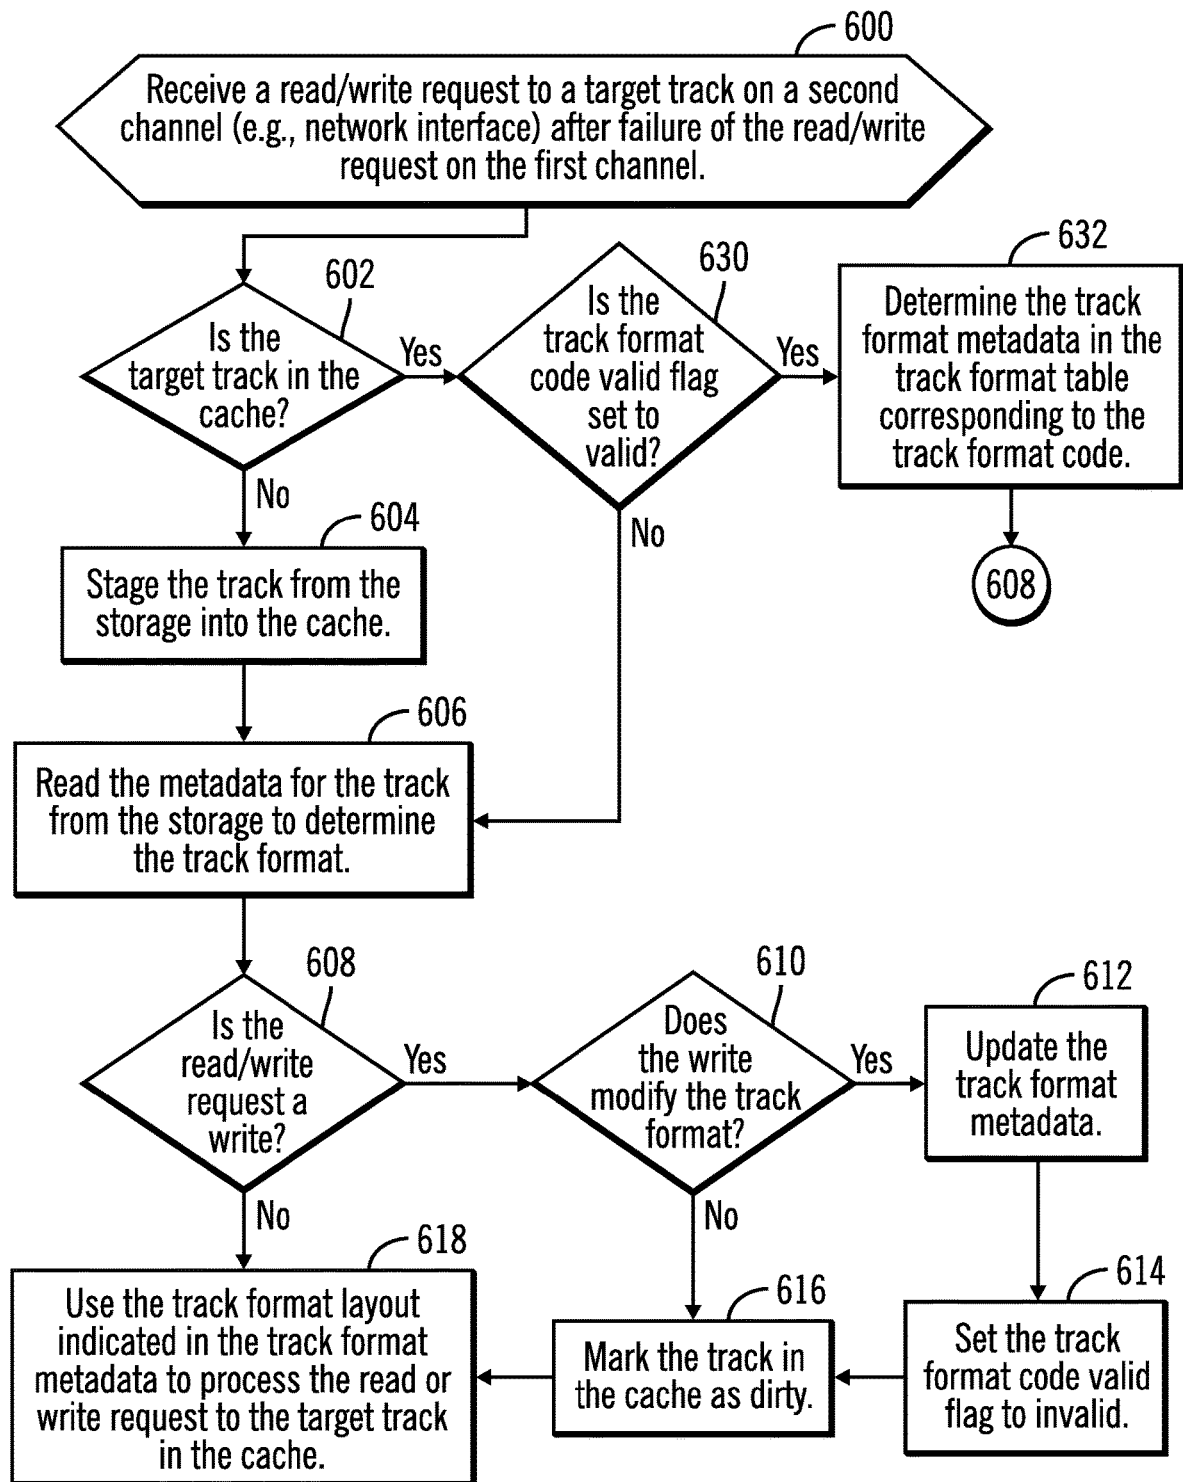 600
Receive a read/write request to a target track on a second
channel (e.g., network interface) after failure of the read/write
request on the first channel.
602
Is the
target track in the
cache?
Yes
No
630
Is the
track format
code valid flag
set to
valid?
Yes
No
632
Determine the track
format metadata in the
track format table
corresponding to the
track format code.
608
604
Stage the track from the
storage into the cache.
606
Read the metadata for the track
from the storage to determine
the track format.
608
Is the
read/write
request a
write?
Yes
No
610
Does
the write
modify the track
format?
Yes
No
612
Update the
track format
metadata.
614
Set the track
format code valid
flag to invalid.
616
Mark the track in
the cache as dirty.
618
Use the track format layout
indicated in the track format
metadata to process the read or
write request to the target track
in the cache.